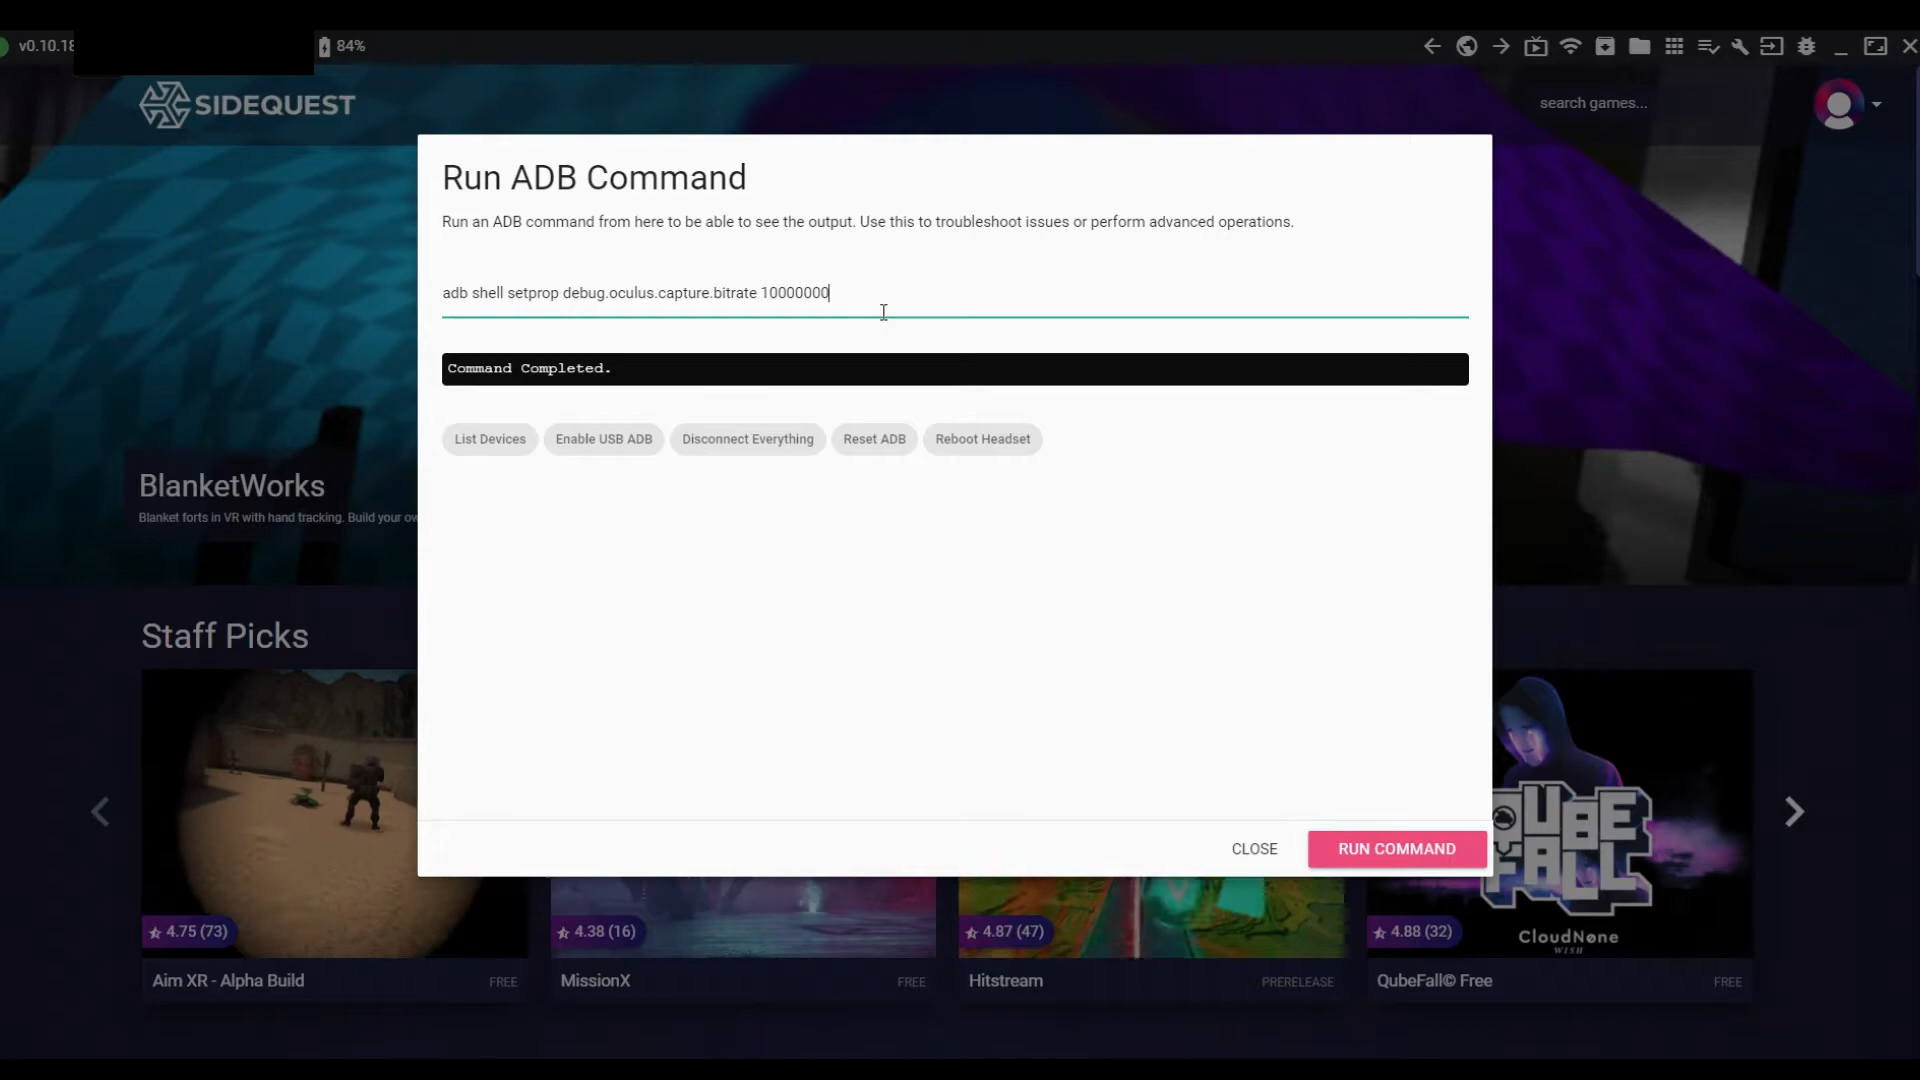 v0.10.18
84%
SIDEQUEST
search games...
Run ADB Command
Run an ADB command from here to be able to see the output. Use this to troubleshoot issues or perform advanced operations.
adb shell setprop debug.oculus.capture.bitrate 10000000
Command Completed.
List Devices Enable USB ADB Disconnect Everything Reset ADB Reboot Headset
BlanketWorks
Blanket forts in VR with hand tracking. Build your ow
Staff Picks
CLOSE RUN COMMAND
QUBE
FALL
CloudNone
WISH
4.75 (73) 4.38 (16) 4.87 (47) 4.88 (32)
Aim XR - Alpha Build FREE MissionX FREE Hitstream PRERELEASE QubeFall© Free FREE